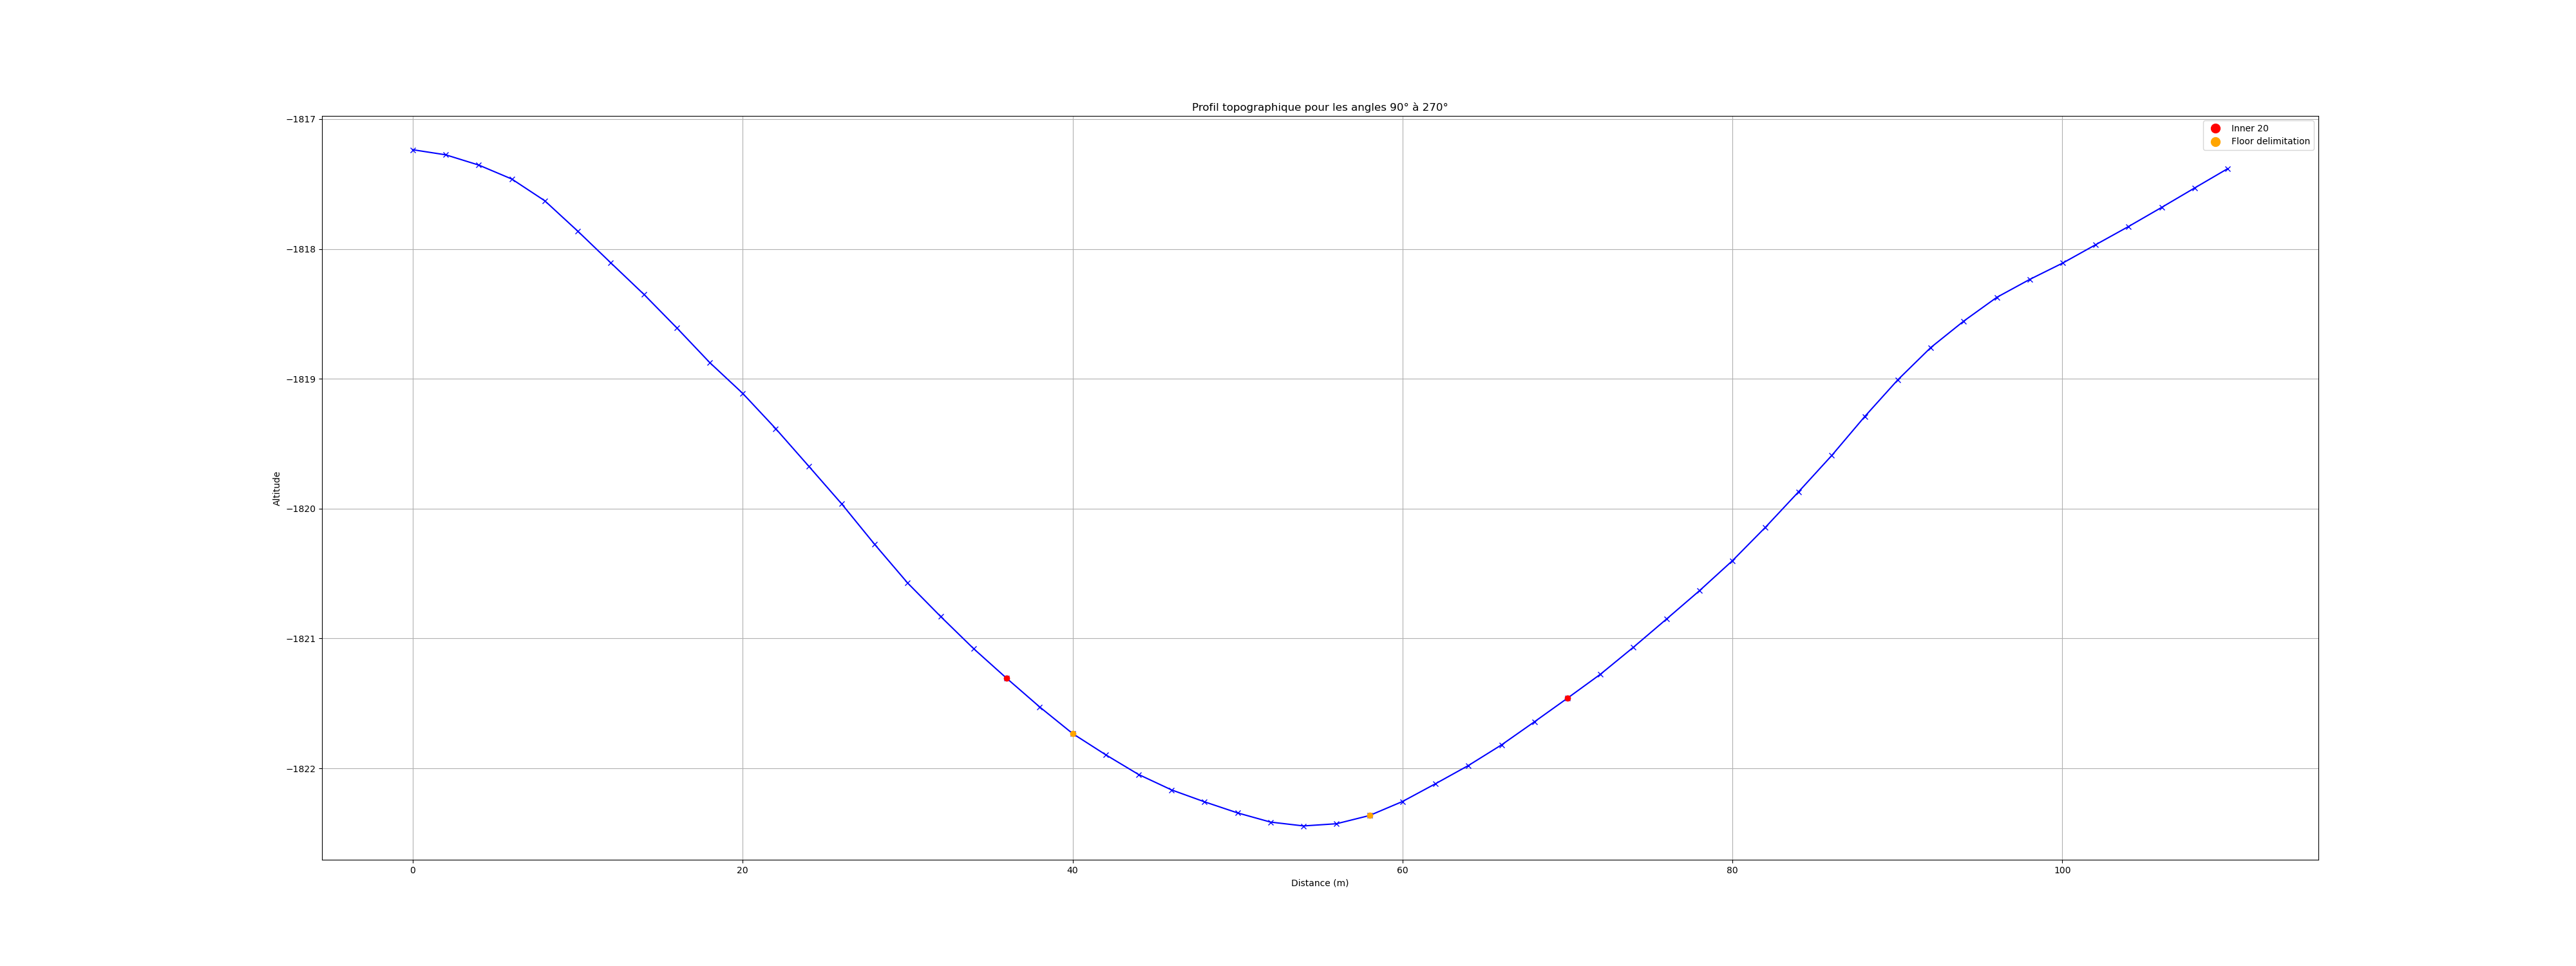 Profil topographique pour les angles 90° à 270°
Inner 20
Floor delimitation
−1817
−1818
−1819
−1820
−1821
−1822
Altitude
0
20
40
60
80
100
Distance (m)